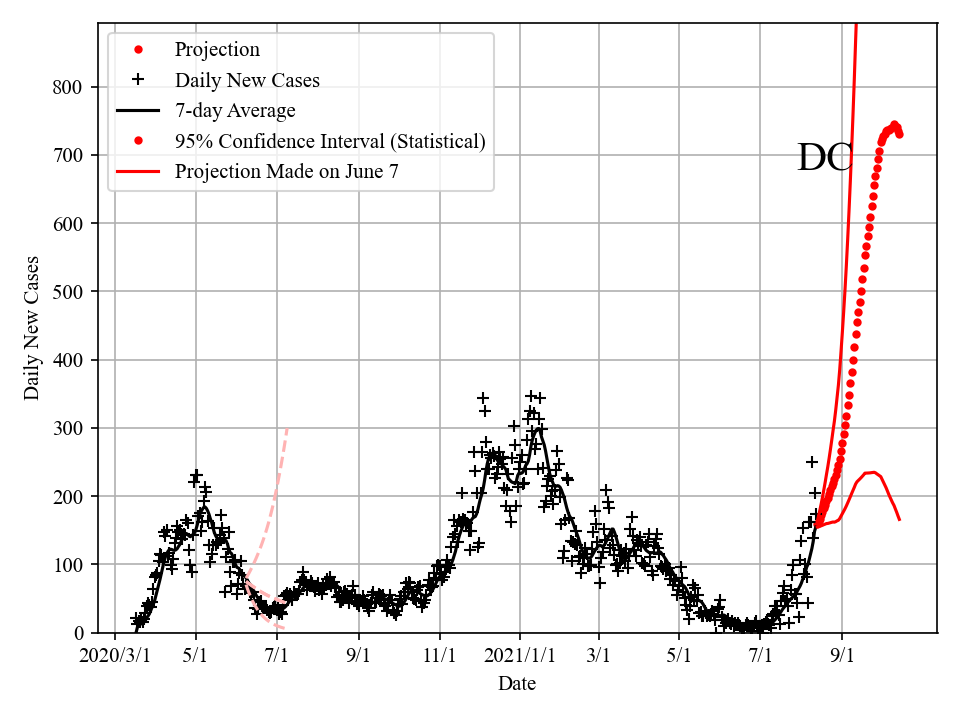 Projection
Daily New Cases
7-day Average
95% Confidence Interval (Statistical)
Projection Made on June 7
DC
800
700
600
500
400
300
200
100
0
Daily New Cases
2020/3/1 5/1 7/1 9/1 11/1 2021/1/1 3/1 5/1 7/1 9/1
Date